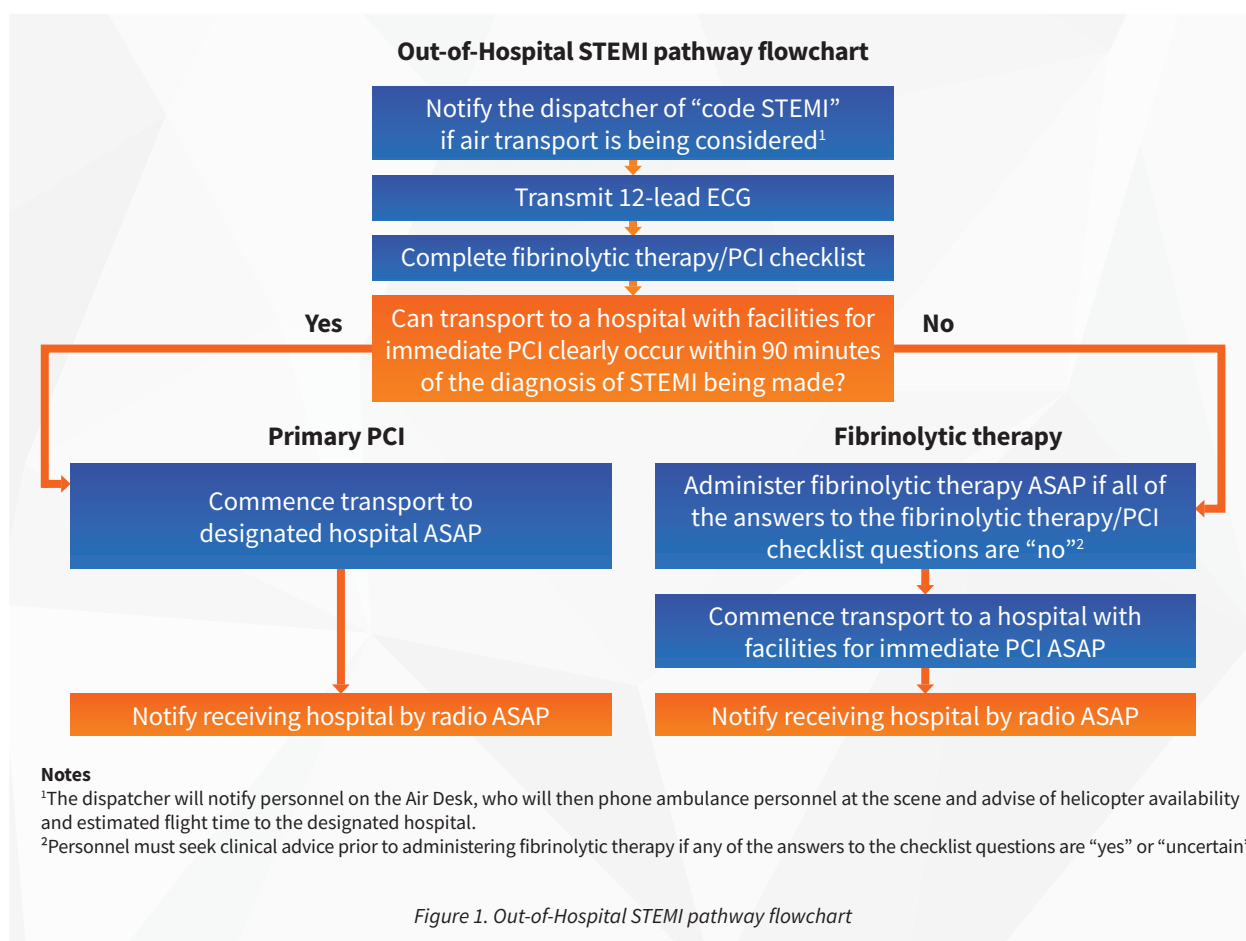 Out-of-Hospital STEMI pathway flowchart
Notify the dispatcher of “code STEMI”
if air transport is being considered¹
Transmit 12-lead ECG
Complete fibrinolytic therapy/PCI checklist
Yes
Can transport to a hospital with facilities for
immediate PCI clearly occur within 90 minutes
of the diagnosis of STEMI being made?
No
Primary PCI
Commence transport to
designated hospital ASAP
Notify receiving hospital by radio ASAP
Fibrinolytic therapy
Administer fibrinolytic therapy ASAP if all of
the answers to the fibrinolytic therapy/PCI
checklist questions are “no”²
Commence transport to a hospital with
facilities for immediate PCI ASAP
Notify receiving hospital by radio ASAP
Notes
¹The dispatcher will notify personnel on the Air Desk, who will then phone ambulance personnel at the scene and advise of helicopter availability
and estimated flight time to the designated hospital.
²Personnel must seek clinical advice prior to administering fibrinolytic therapy if any of the answers to the checklist questions are “yes” or “uncertain”
Figure 1. Out-of-Hospital STEMI pathway flowchart